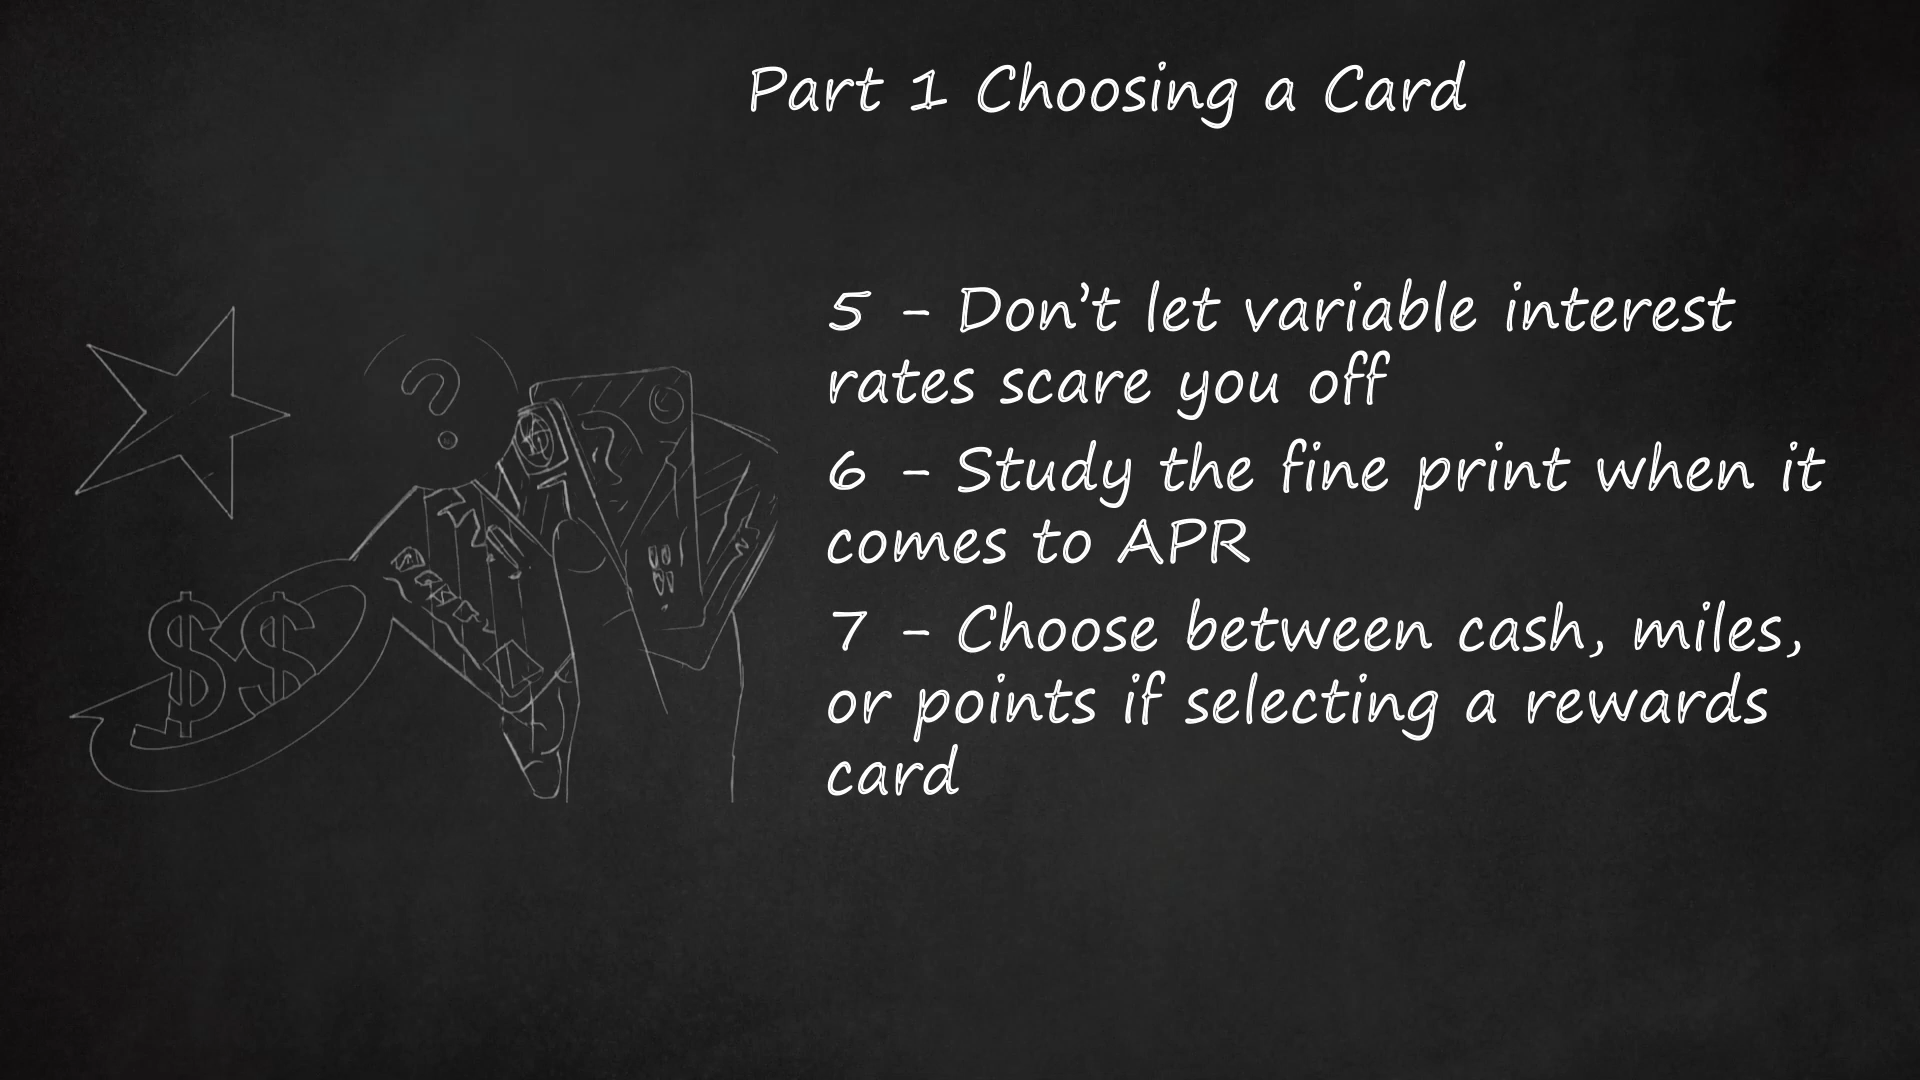 Part 1 Choosing a Card
5 - Don’t let variable interest
rates scare you off
6 - Study the fine print when it
comes to APR
7 - Choose between cash, miles,
or points if selecting a rewards
card
?
$$